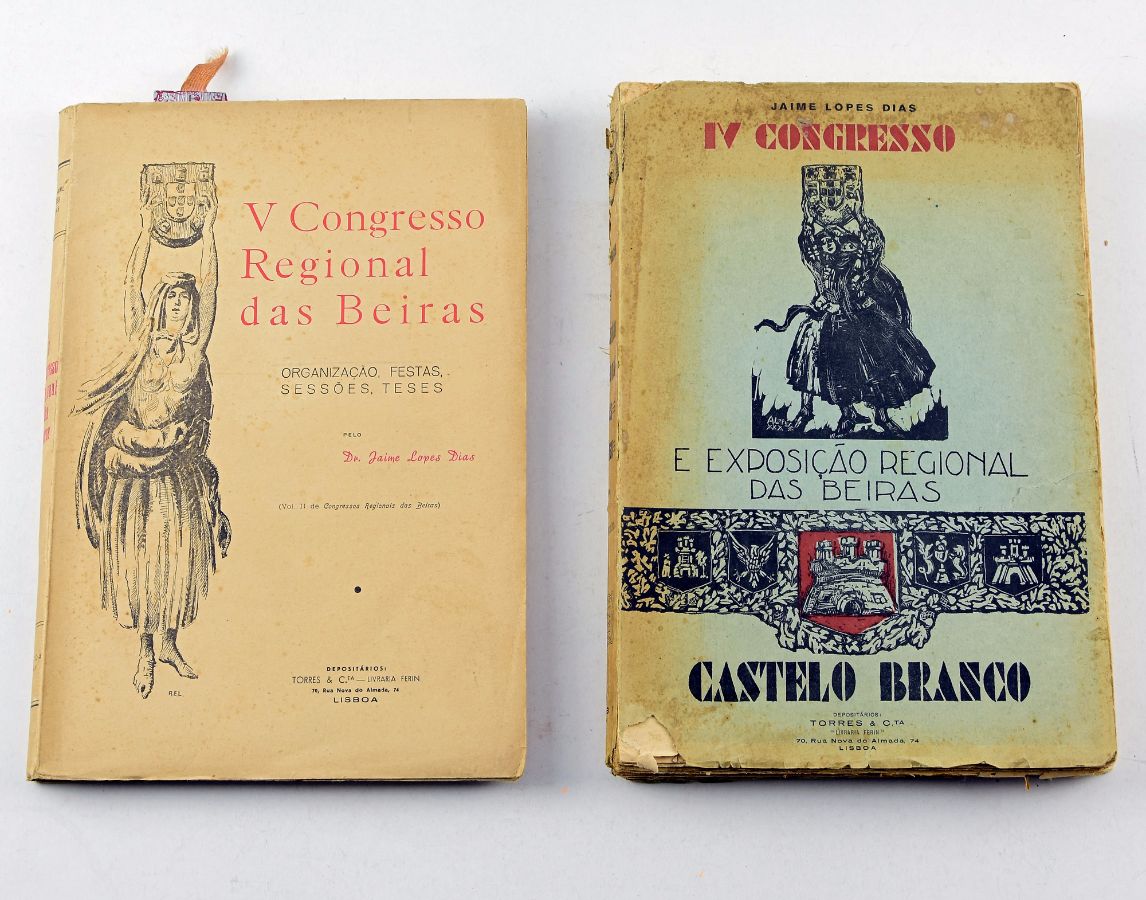 V Congresso
Regional
das Beiras
ORGANIZAÇÃO, FESTAS,
SESSÕES, TESES
PELO
Dr. Jaime Lopes Dias
(Vol. II de Congressos Regionais das Beiras)
REL.
DEPOSITÁRIOS:
TORRES & C.TA — LIVRARIA FERIN
70, Rua Nova do Almada, 74
LISBOA
JAIME LOPES DIAS
IV CONGRESSO
E EXPOSIÇÃO REGIONAL
DAS BEIRAS
CASTELO BRANCO
DEPOSITÁRIOS:
TORRES & C.TA
"LIVRARIA FERIN"
70, Rua Nova do Almada, 74
LISBOA